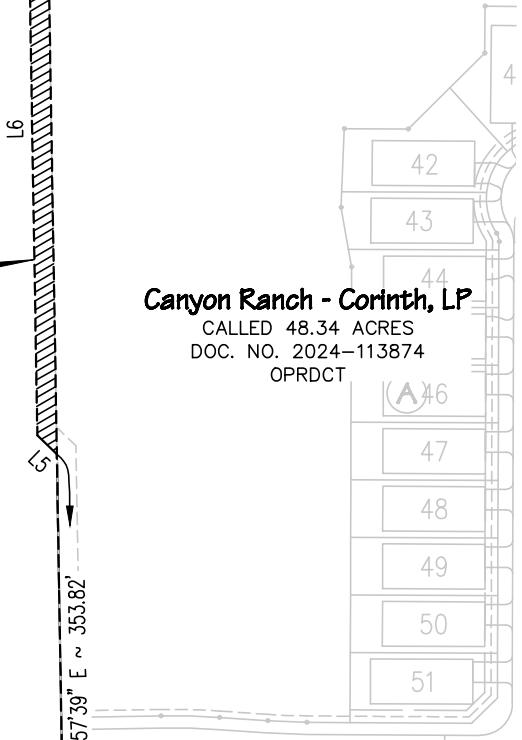 L6
42
43
44
Canyon Ranch - Corinth, LP
CALLED 48.34 ACRES
DOC. NO. 2024-113874
OPRDCT
A
46
47
L5
48
49
57'39" E ~ 353.82'
50
51